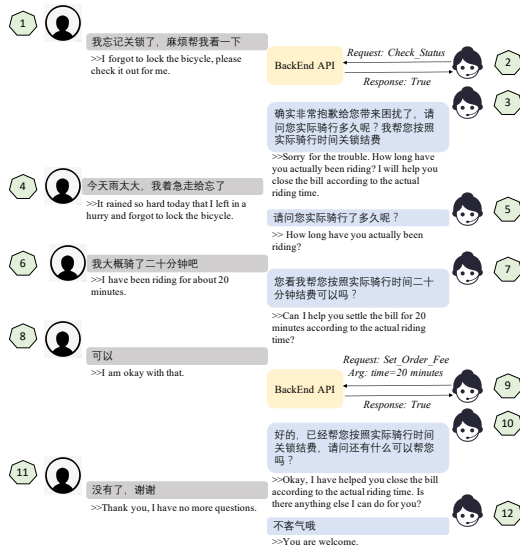 1
我忘记关锁了，麻烦帮我看一下
>>I forgot to lock the bicycle, please
check it out for me.
BackEnd API
Request: Check_Status
Response: True
2
3
确实非常抱歉给您带来困扰了，请
问您实际骑行多久呢？我帮您按照
实际骑行时间关锁结费
>>Sorry for the trouble. How long have
you actually been riding? I will help you
close the bill according to the actual
riding time.
4
今天雨太大，我着急走给忘了
>>It rained so hard today that I left in a
hurry and forgot to lock the bicycle.
5
请问您实际骑行了多久呢？
>> How long have you actually been
riding?
6
我大概骑了二十分钟吧
>>I have been riding for about 20
minutes.
7
您看我帮您按照实际骑行时间二十
分钟结费可以吗？
>>Can I help you settle the bill for 20
minutes according to the actual riding
time?
8
可以
>>I am okay with that.
Request: Set_Order_Fee
Arg: time=20 minutes
BackEnd API
Response: True
9
10
好的，已经帮您按照实际骑行时间
关锁结费，请问还有什么可以帮您
吗？
>>Okay, I have helped you close the bill
according to the actual riding time. Is
there anything else I can do for you?
11
没有了，谢谢
>>Thank you, I have no more questions.
12
不客气哦
>>You are welcome.